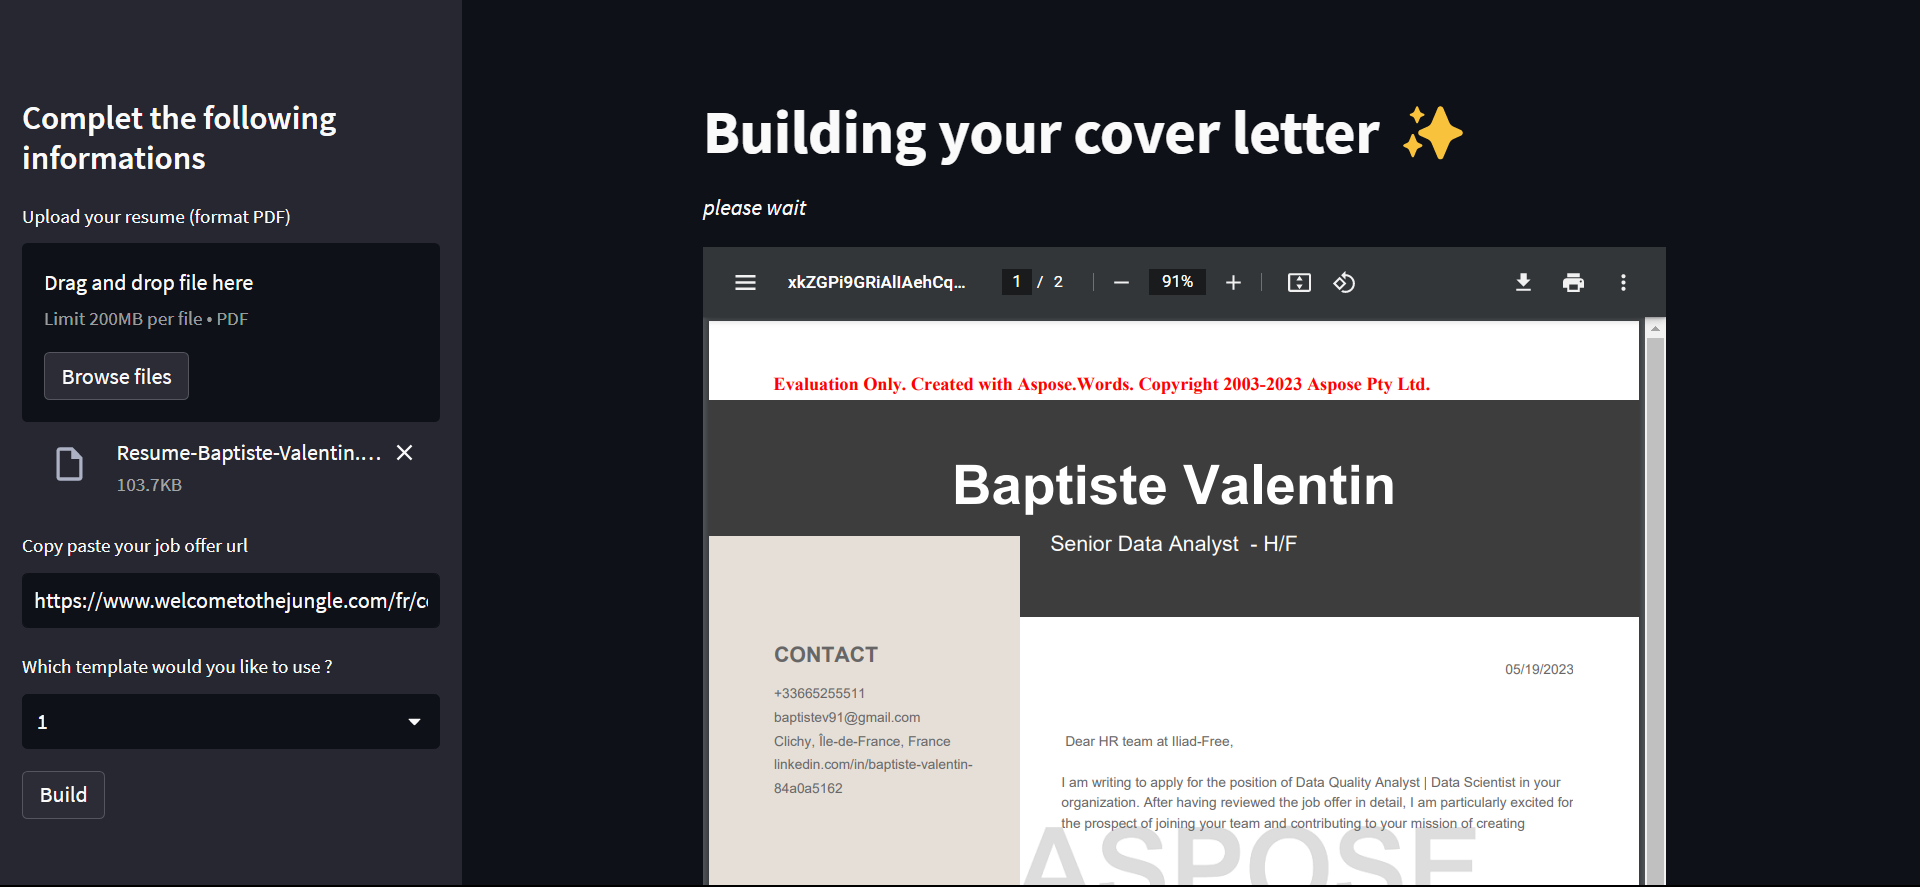 Complet the following
informations
Upload your resume (format PDF)
Drag and drop file here
Limit 200MB per file • PDF
Browse files
Resume-Baptiste-Valentin....
103.7KB
Copy paste your job offer url
https://www.welcometothejungle.com/fr/co
Which template would you like to use ?
1
Build
Building your cover letter ✨
please wait
xkZGPi9GRiAlIAehCq...
1 / 2
91%
Evaluation Only. Created with Aspose.Words. Copyright 2003-2023 Aspose Pty Ltd.
Baptiste Valentin
Senior Data Analyst - H/F
CONTACT
+33665255511
baptistev91@gmail.com
Clichy, Île-de-France, France
linkedin.com/in/baptiste-valentin-
84a0a5162
05/19/2023
Dear HR team at Iliad-Free,
I am writing to apply for the position of Data Quality Analyst | Data Scientist in your
organization. After having reviewed the job offer in detail, I am particularly excited for
the prospect of joining your team and contributing to your mission of creating
ASPOSE